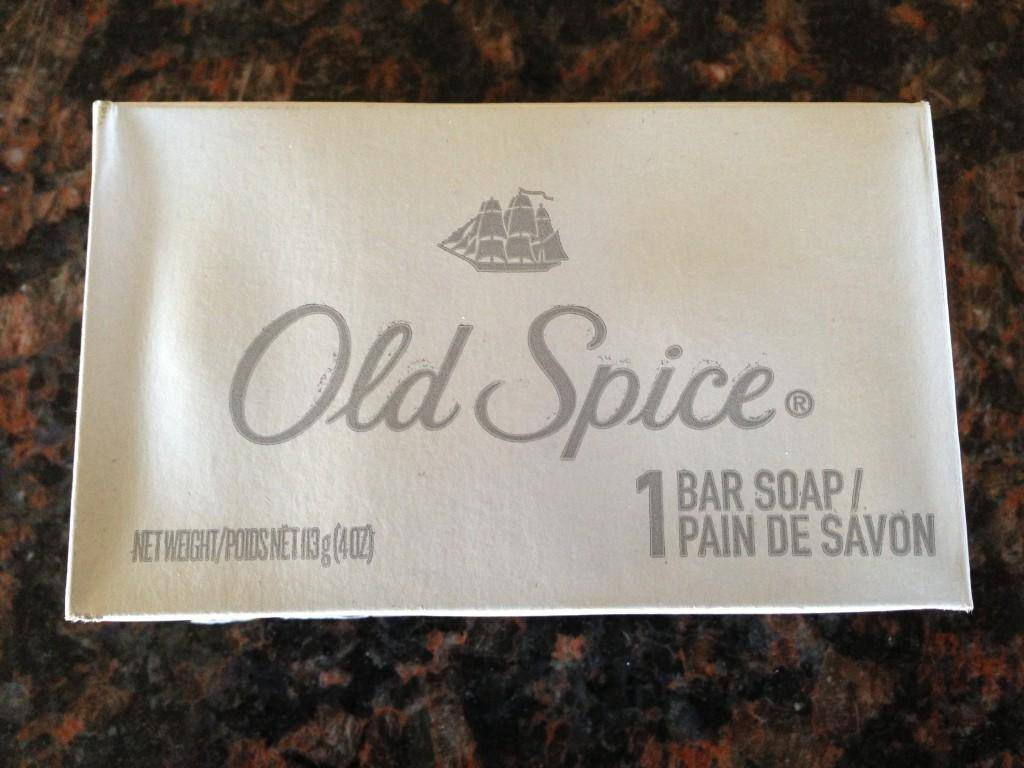 Old Spice®
1 BAR SOAP/
PAIN DE SAVON
NET WEIGHT/POIDS NET 113 g (4 OZ)